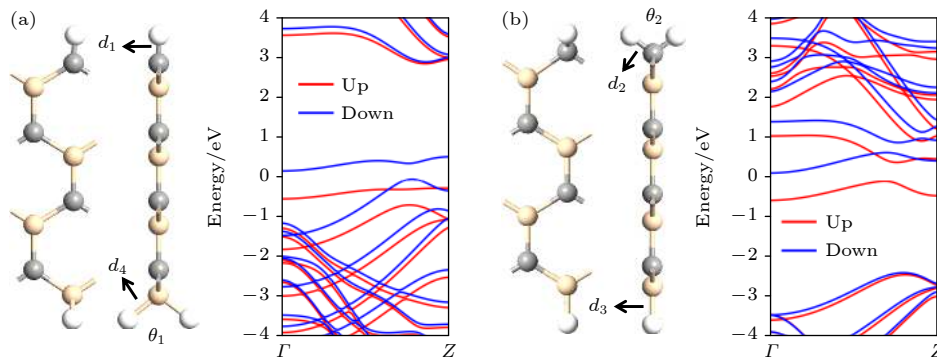 (a)
d₁
d₄
θ₁
Energy/eV
4
3
2
1
0
−1
−2
−3
−4
Γ
Z
Up
Down
(b)
θ₂
d₂
d₃
Energy/eV
4
3
2
1
0
−1
−2
−3
−4
Γ
Z
Up
Down